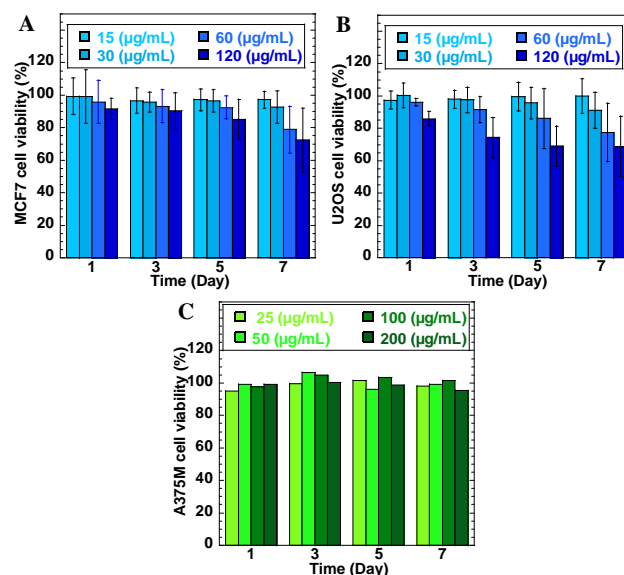 A
15 (µg/mL) 60 (µg/mL)
30 (µg/mL) 120 (µg/mL)
MCF7 cell viability (%)
120
100
80
60
40
20
0
1 3 5 7
Time (Day)
B
15 (µg/mL) 60 (µg/mL)
30 (µg/mL) 120 (µg/mL)
U2OS cell viability (%)
120
100
80
60
40
20
0
1 3 5 7
Time (Day)
C
25 (µg/mL) 100 (µg/mL)
50 (µg/mL) 200 (µg/mL)
A375M cell viability (%)
120
100
80
60
40
20
0
1 3 5 7
Time (Day)